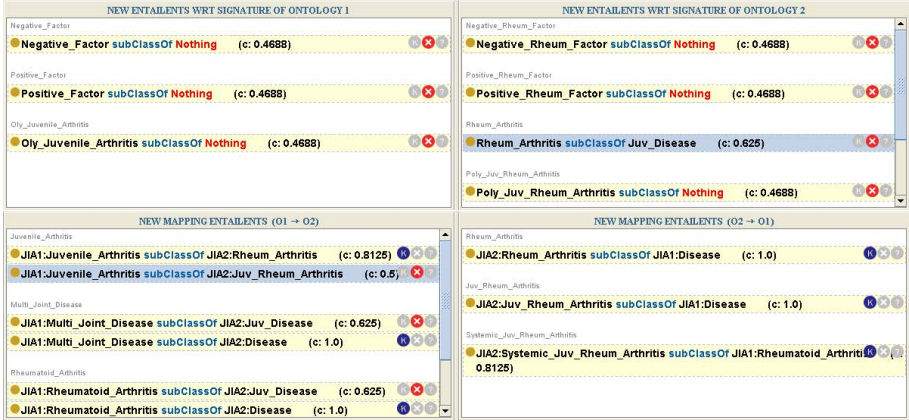 NEW ENTAILENTS WRT SIGNATURE OF ONTOLOGY 1
Negative_Factor
Negative_Factor subClassOf Nothing (c: 0.4688)
Positive_Factor
Positive_Factor subClassOf Nothing (c: 0.4688)
Oly_Juvenile_Arthritis
Oly_Juvenile_Arthritis subClassOf Nothing (c: 0.4688)
NEW ENTAILENTS WRT SIGNATURE OF ONTOLOGY 2
Negative_Rheum_Factor
Negative_Rheum_Factor subClassOf Nothing (c: 0.4688)
Positive_Rheum_Factor
Positive_Rheum_Factor subClassOf Nothing (c: 0.4688)
Rheum_Arthritis
Rheum_Arthritis subClassOf Juv_Disease (c: 0.625)
Poly_Juv_Rheum_Arthritis
Poly_Juv_Rheum_Arthritis subClassOf Nothing (c: 0.4688)
NEW MAPPING ENTAILENTS (O1 → O2)
Juvenile_Arthritis
JIA1:Juvenile_Arthritis subClassOf JIA2:Rheum_Arthritis (c: 0.8125) K ?
JIA1:Juvenile_Arthritis subClassOf JIA2:Juv_Rheum_Arthritis (c: 0.5)
Multi_Joint_Disease
JIA1:Multi_Joint_Disease subClassOf JIA2:Juv_Disease (c: 0.625)
JIA1:Multi_Joint_Disease subClassOf JIA2:Disease (c: 1.0) K ?
Rheumatoid_Arthritis
JIA1:Rheumatoid_Arthritis subClassOf JIA2:Juv_Disease (c: 0.625)
JIA1:Rheumatoid_Arthritis subClassOf JIA2:Disease (c: 1.0) K ?
NEW MAPPING ENTAILENTS (O2 → O1)
Rheum_Arthritis
JIA2:Rheum_Arthritis subClassOf JIA1:Disease (c: 1.0) K ?
Juv_Rheum_Arthritis
JIA2:Juv_Rheum_Arthritis subClassOf JIA1:Disease (c: 1.0) K ?
Systemic_Juv_Rheum_Arthritis
JIA2:Systemic_Juv_Rheum_Arthritis subClassOf JIA1:Rheumatoid_Arthriti K ?
0.8125)